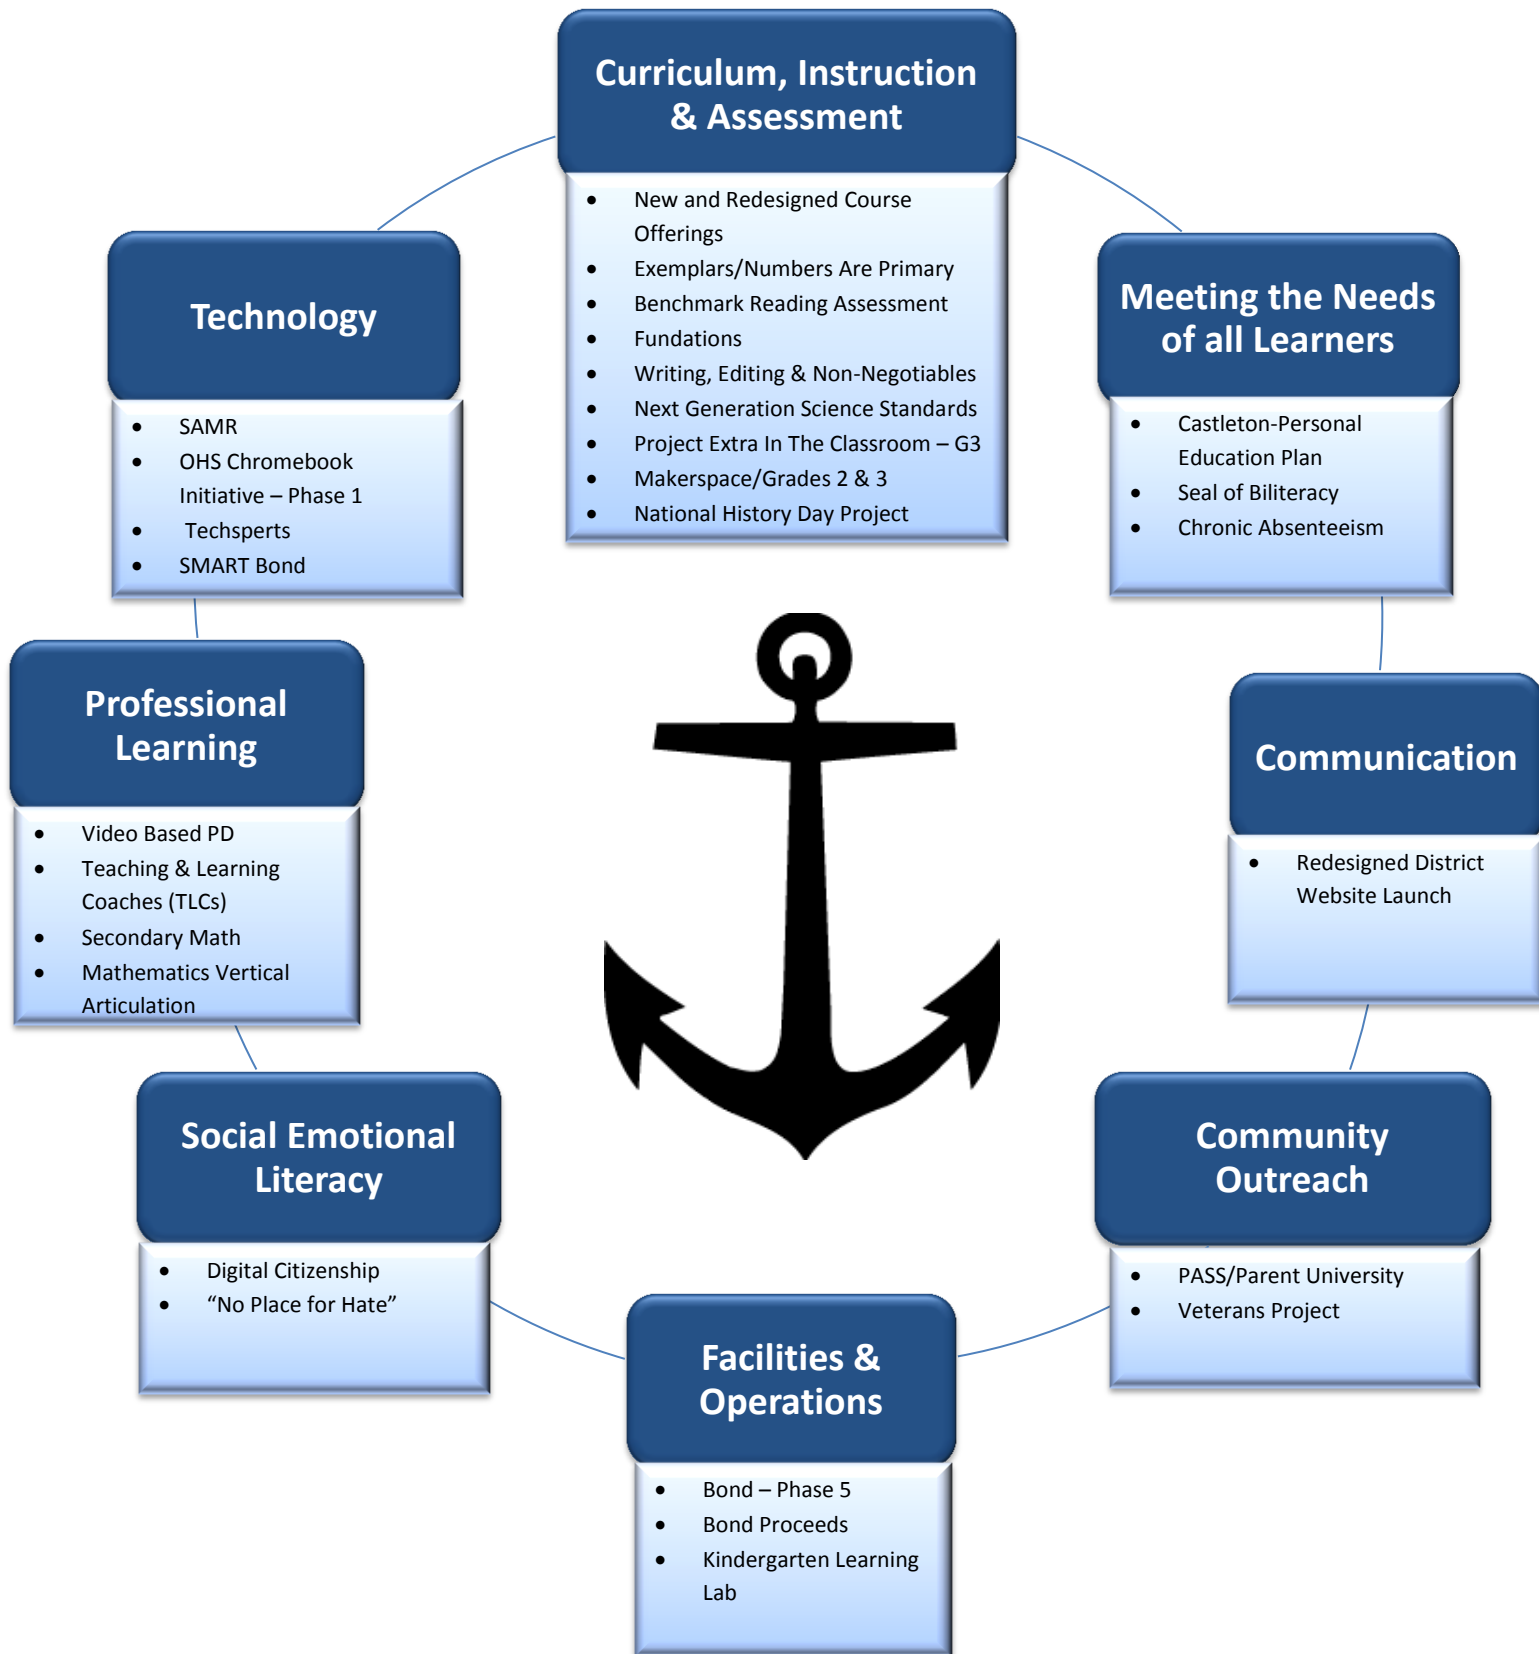 Curriculum, Instruction
& Assessment
• New and Redesigned Course
Offerings
• Exemplars/Numbers Are Primary
• Benchmark Reading Assessment
• Fundations
• Writing, Editing & Non-Negotiables
• Next Generation Science Standards
• Project Extra In The Classroom – G3
• Makerspace/Grades 2 & 3
• National History Day Project
Meeting the Needs
of all Learners
• Castleton-Personal
Education Plan
• Seal of Biliteracy
• Chronic Absenteeism
Communication
• Redesigned District
Website Launch
Community
Outreach
• PASS/Parent University
• Veterans Project
Facilities &
Operations
• Bond – Phase 5
• Bond Proceeds
• Kindergarten Learning
Lab
Social Emotional
Literacy
• Digital Citizenship
• “No Place for Hate”
Professional
Learning
• Video Based PD
• Teaching & Learning
Coaches (TLCs)
• Secondary Math
• Mathematics Vertical
Articulation
Technology
• SAMR
• OHS Chromebook
Initiative – Phase 1
• Techsperts
• SMART Bond